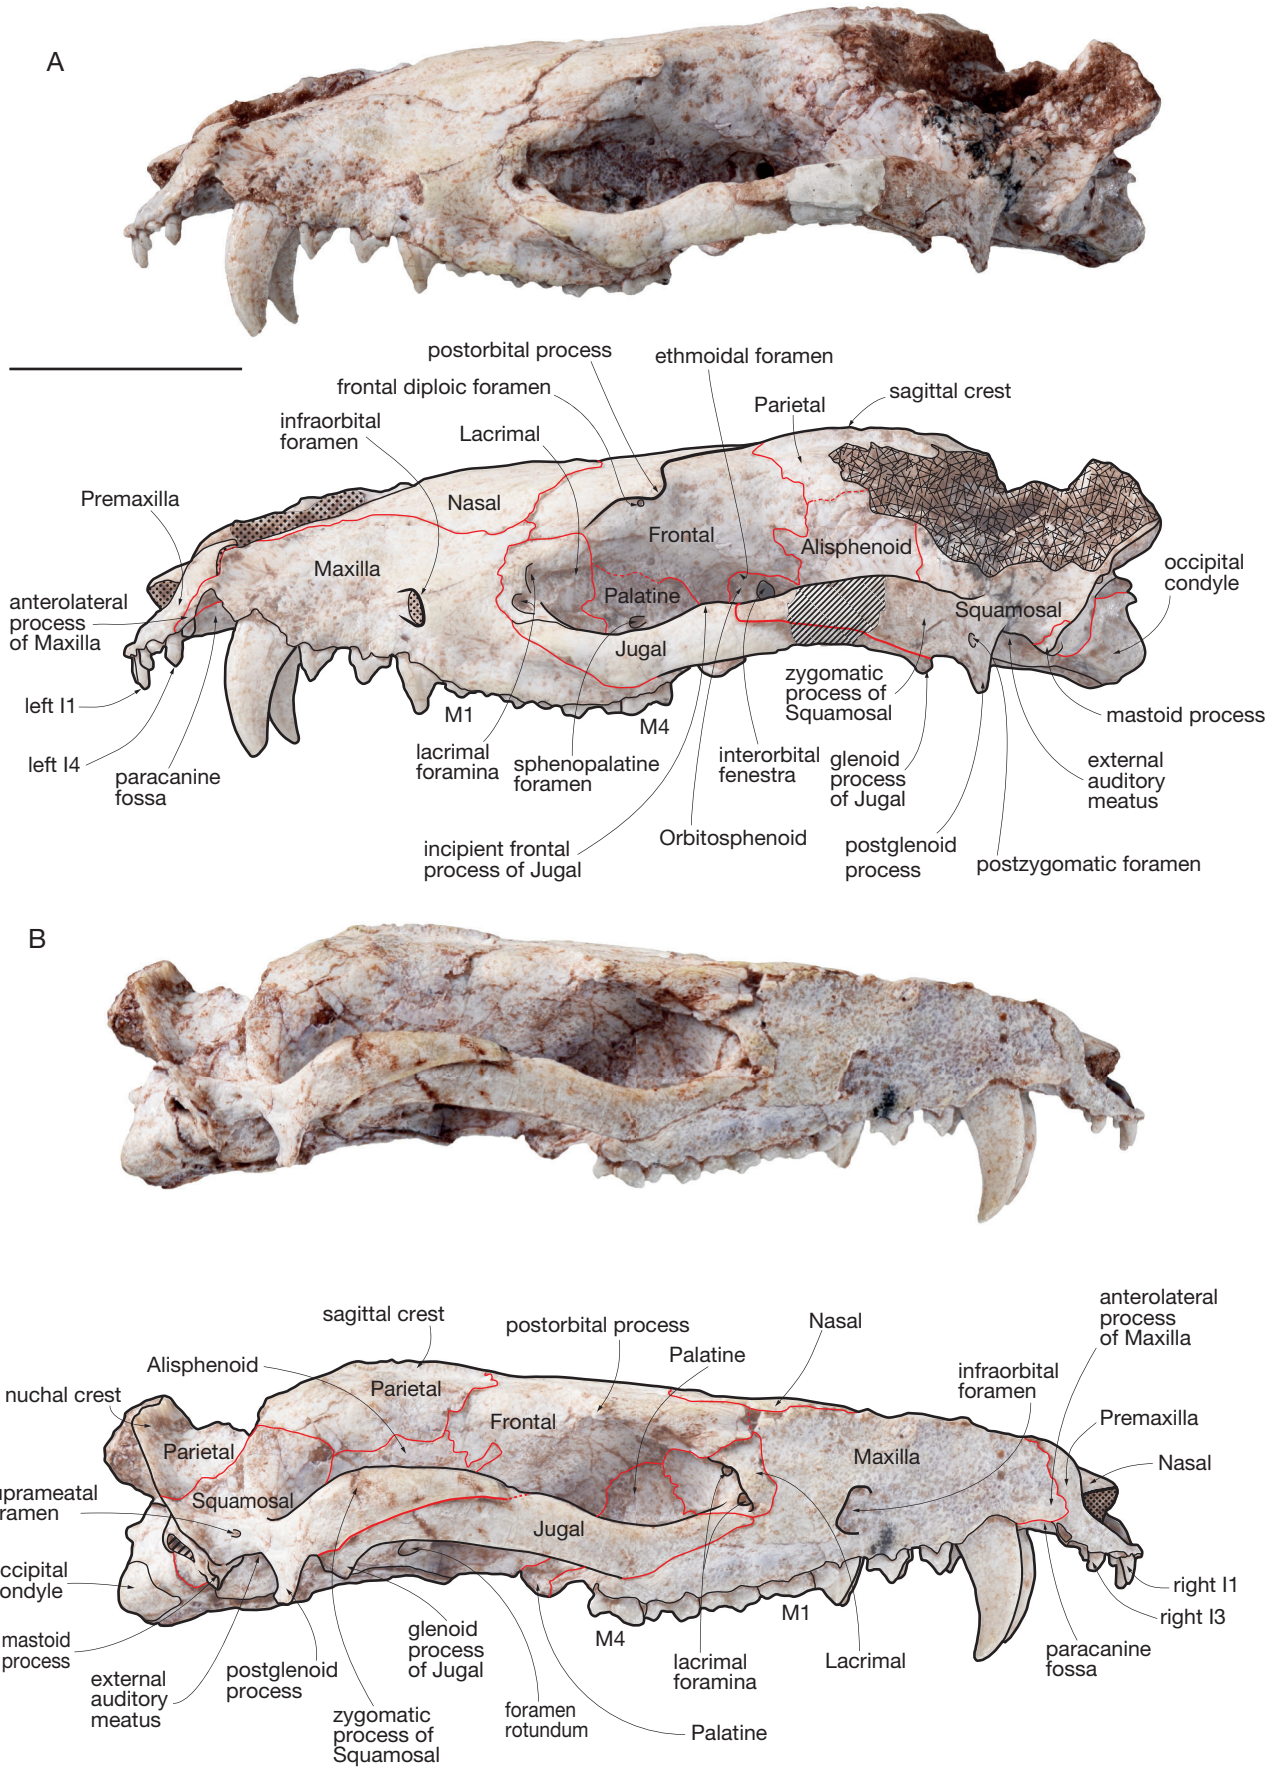 A
postorbital process
ethmoidal foramen
frontal diploic foramen
sagittal crest
Parietal
infraorbital
foramen
Lacrimal
Premaxilla
Nasal
Frontal
Alisphenoid
occipital
condyle
Maxilla
anterolateral
process
of Maxilla
Palatine
Squamosal
Jugal
left I1
M1
M4
zygomatic
process of
Squamosal
mastoid process
left I4
paracanine
fossa
lacrimal
foramina
sphenopalatine
foramen
interorbital
fenestra
glenoid
process
of Jugal
external
auditory
meatus
Orbitosphenoid
incipient frontal
process of Jugal
postglenoid
process
postzygomatic foramen
B
anterolateral
process
of Maxilla
sagittal crest
postorbital process
Nasal
Alisphenoid
Palatine
infraorbital
foramen
nuchal crest
Parietal
Frontal
Premaxilla
Parietal
Maxilla
Nasal
uprameatal
ramen
Squamosal
Jugal
ccipital
ondyle
right I1
M1
right I3
mastoid
process
M4
glenoid
process
of Jugal
paracanine
fossa
external
auditory
meatus
postglenoid
process
lacrimal
foramina
Lacrimal
zygomatic
process of
Squamosal
foramen
rotundum
Palatine